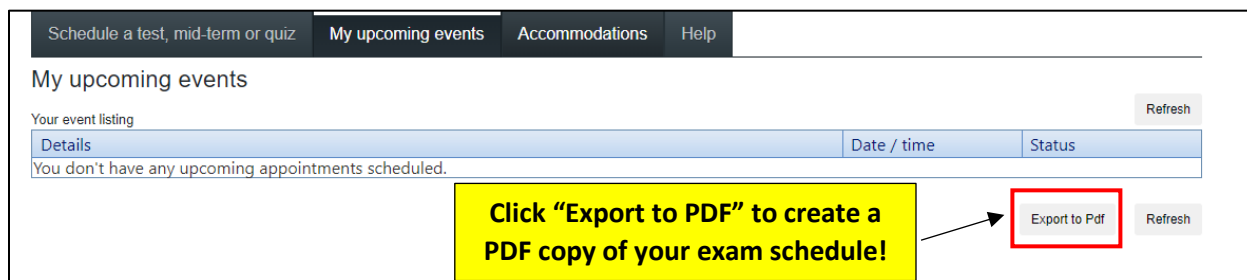 Schedule a test, mid-term or quiz My upcoming events Accommodations Help
My upcoming events
Refresh
Your event listing
Details Date / time Status
You don't have any upcoming appointments scheduled.
Click “Export to PDF” to create a
PDF copy of your exam schedule!
Export to Pdf Refresh